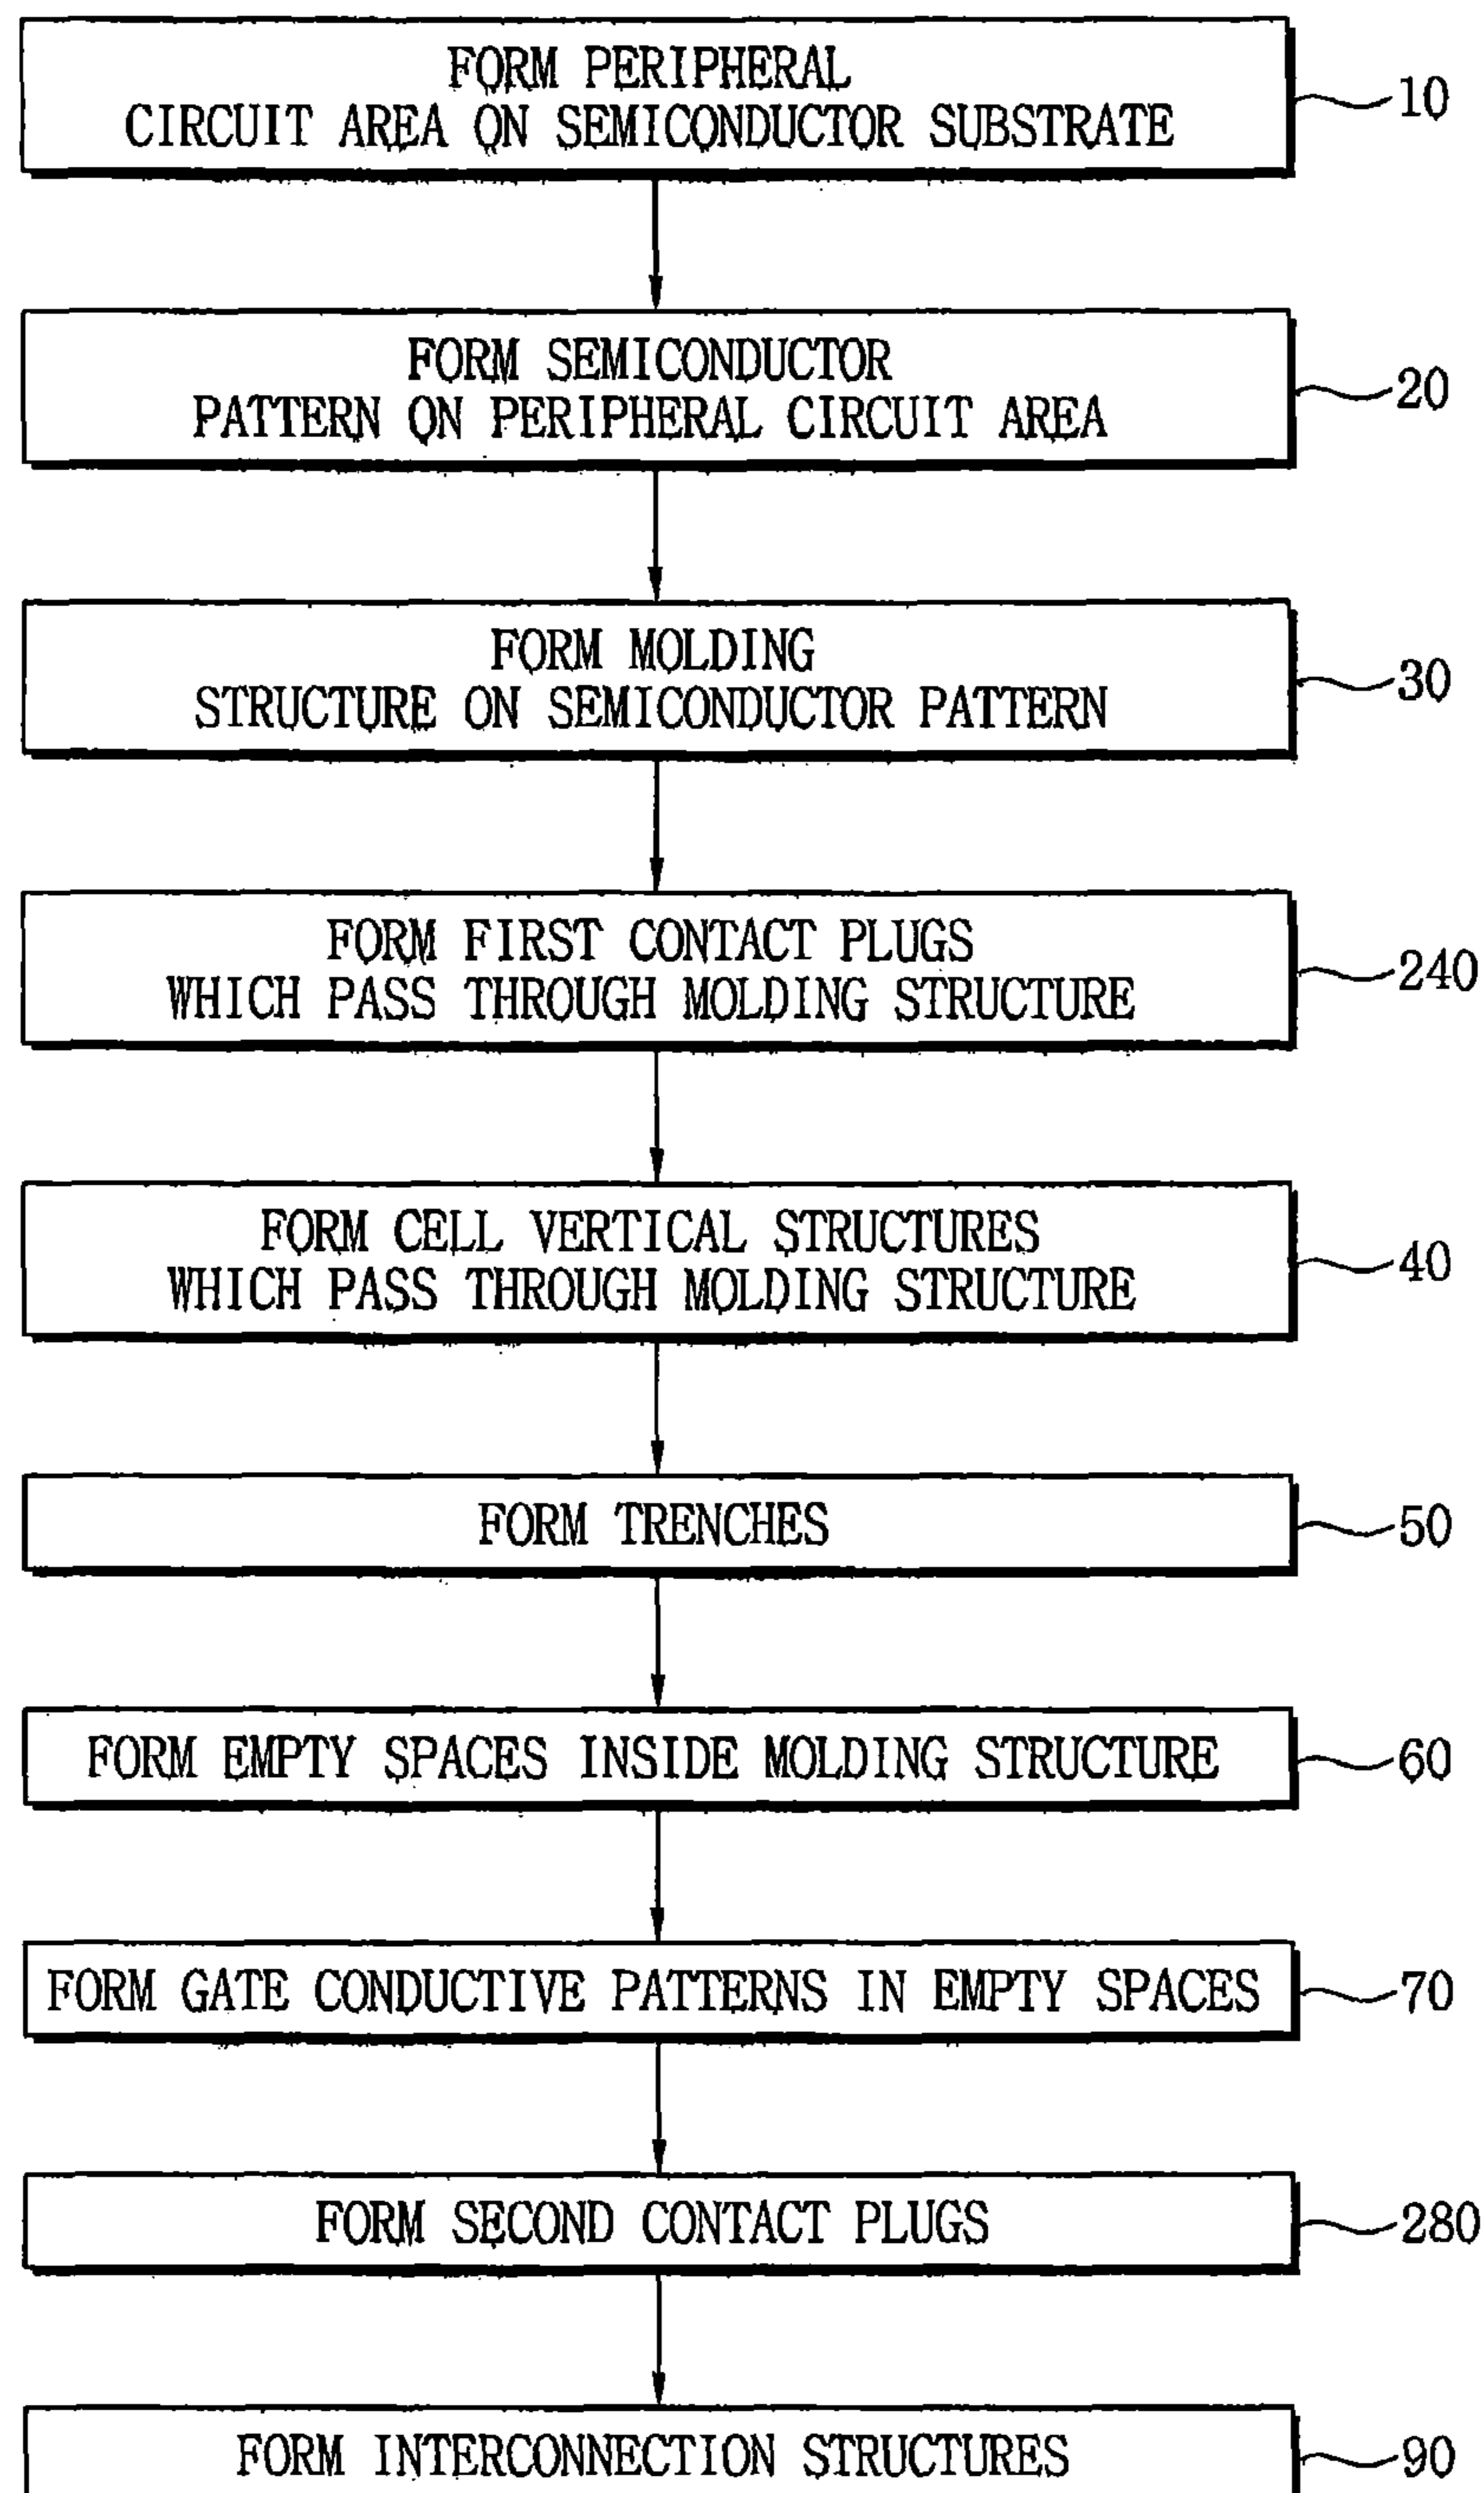 FORM PERIPHERAL
CIRCUIT AREA ON SEMICONDUCTOR SUBSTRATE
10
FORM SEMICONDUCTOR
PATTERN ON PERIPHERAL CIRCUIT AREA
20
FORM MOLDING
STRUCTURE ON SEMICONDUCTOR PATTERN
30
FORM FIRST CONTACT PLUGS
WHICH PASS THROUGH MOLDING STRUCTURE
240
FORM CELL VERTICAL STRUCTURES
WHICH PASS THROUGH MOLDING STRUCTURE
40
FORM TRENCHES
50
FORM EMPTY SPACES INSIDE MOLDING STRUCTURE
60
FORM GATE CONDUCTIVE PATTERNS IN EMPTY SPACES
70
FORM SECOND CONTACT PLUGS
280
FORM INTERCONNECTION STRUCTURES
90